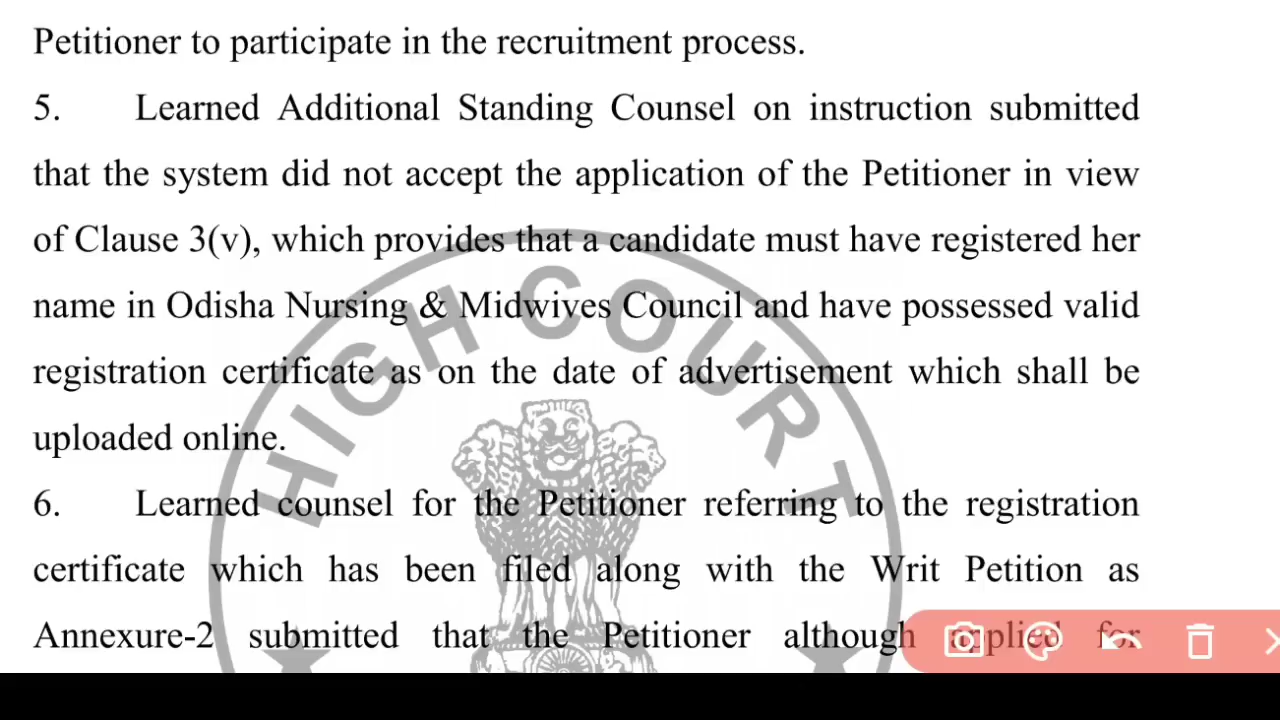 Petitioner to participate in the recruitment process.
5. Learned Additional Standing Counsel on instruction submitted
that the system did not accept the application of the Petitioner in view
of Clause 3(v), which provides that a candidate must have registered her
name in Odisha Nursing & Midwives Council and have possessed valid
registration certificate as on the date of advertisement which shall be
uploaded online.
6. Learned counsel for the Petitioner referring to the registration
certificate which has been filed along with the Writ Petition as
Annexure-2 submitted that the Petitioner although applied for
HIGH COURT